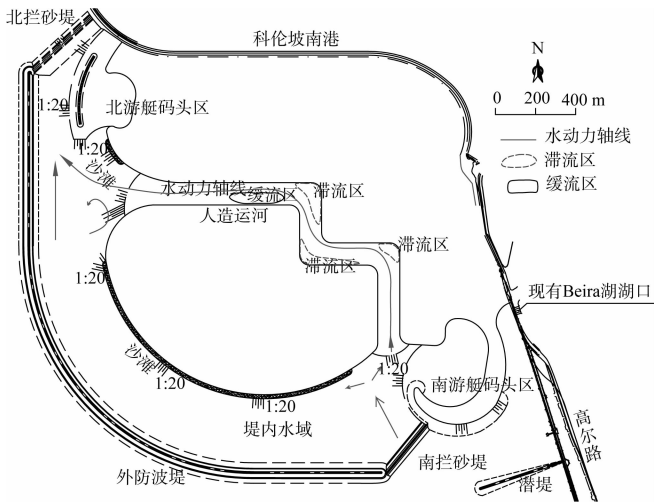 北拦砂堤
科伦坡南港
N
0 200 400 m
1:20
北游艇码头区
水动力轴线
滞流区
缓流区
1:20
沙滩
水动力轴线
缓流区
滞流区
人造运河
滞流区
滞流区
1:20
现有Beira湖湖口
沙滩
1:20
1:20
南游艇码头区
1:20
堤内水域
高尔路
外防波堤
南拦砂堤
潜堤